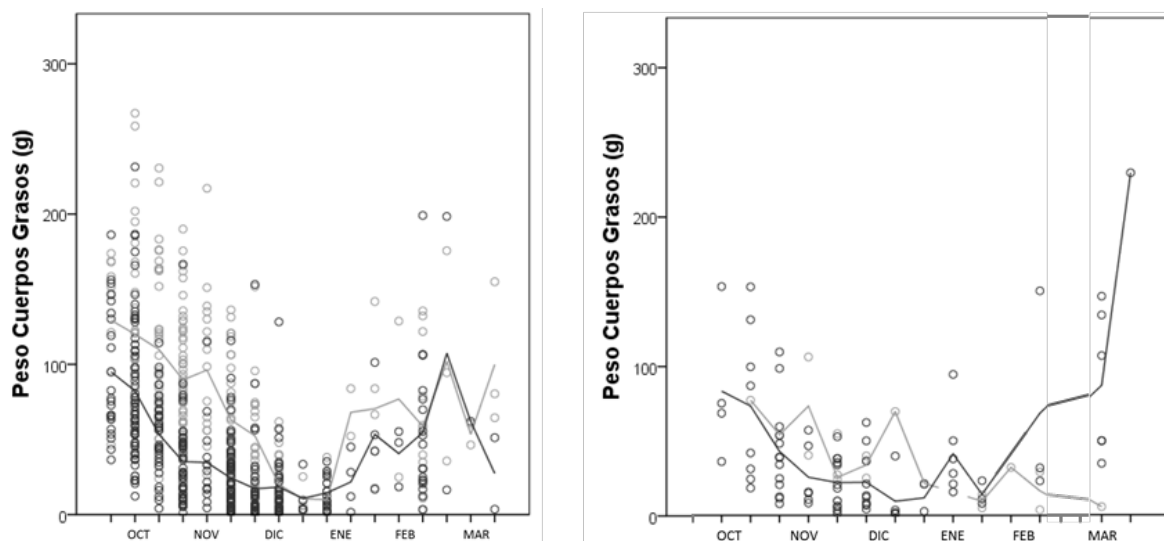 Peso Cuerpos Grasos (g)
300
200
100
0
OCT NOV DIC ENE FEB MAR
Peso Cuerpos Grasos (g)
300
200
100
0
OCT NOV DIC ENE FEB MAR